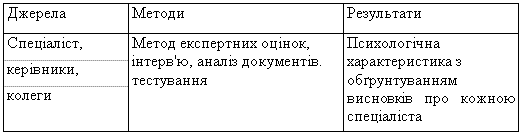 Джерела
Методи
Результати
Спеціаліст,
керівники,
колеги
Метод експертних оцінок,
інтерв'ю, аналіз документів.
тестування
Психологічна
характеристика з
обґрунтуванням
висновків про кожною
спеціаліста